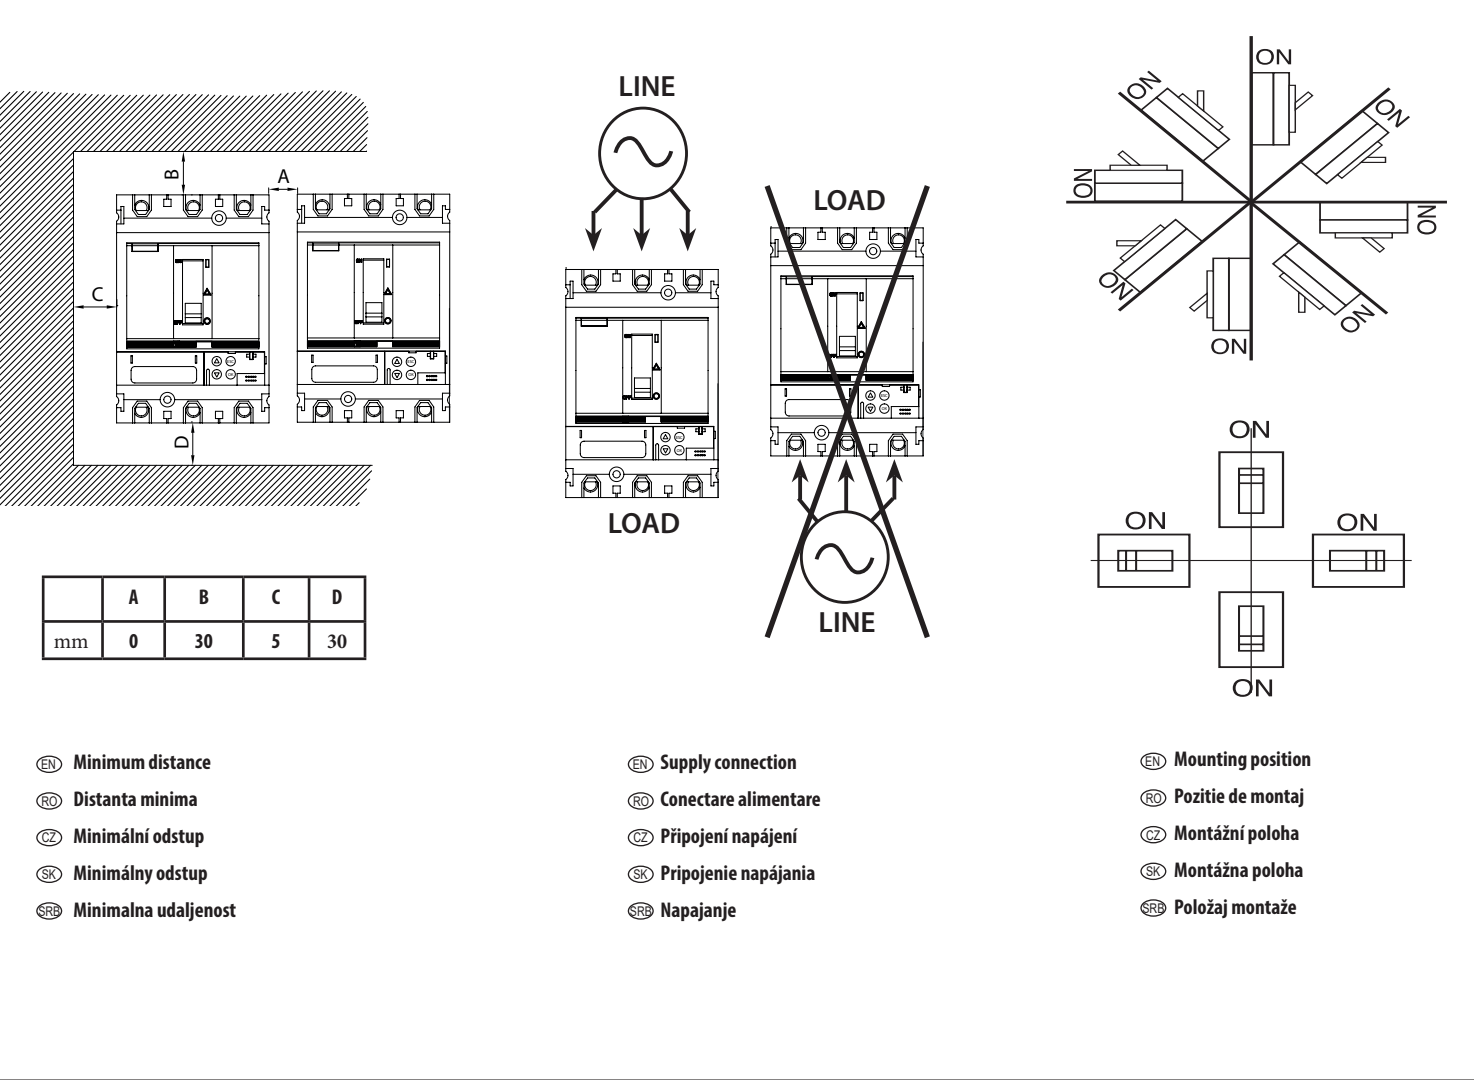 B
A
C
D
A B C D
mm 0 30 5 30
EN Minimum distance
RO Distanta minima
CZ Minimální odstup
SK Minimálny odstup
SRB Minimalna udaljenost
LINE
LOAD
LOAD
LINE
EN Supply connection
RO Conectare alimentare
CZ Připojení napájení
SK Pripojenie napájania
SRB Napajanje
ON
ON
ON
ON
ON
ON
ON
ON
ON
ON
ON
ON
EN Mounting position
RO Pozitie de montaj
CZ Montážní poloha
SK Montážna poloha
SRB Položaj montaže